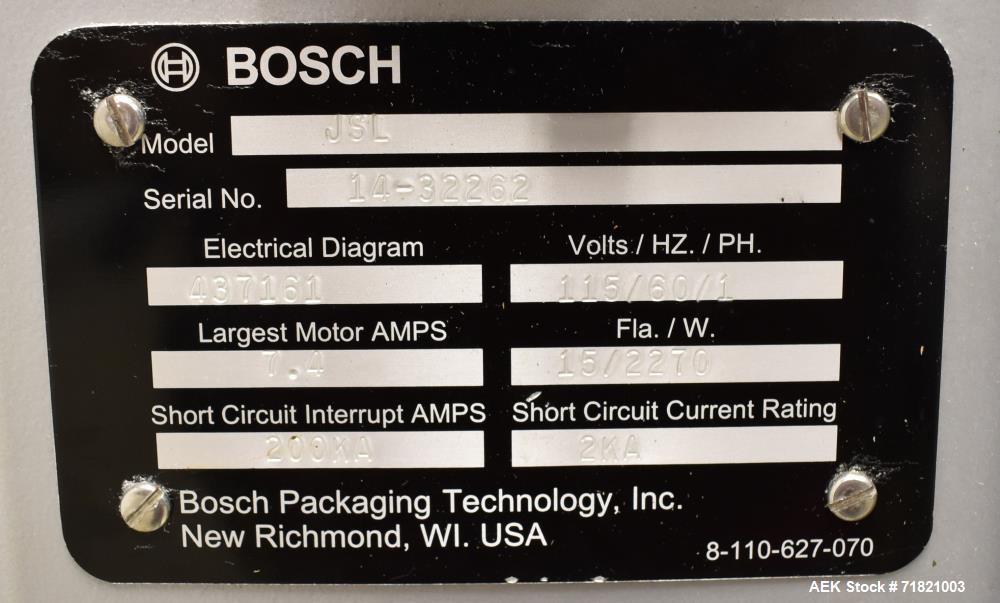 BOSCH
Model JSL
Serial No. 14-32262
Electrical Diagram Volts / HZ. / PH.
437161 115/60/1
Largest Motor AMPS Fla. / W.
7.4 15/2270
Short Circuit Interrupt AMPS Short Circuit Current Rating
200KA 2KA
Bosch Packaging Technology, Inc.
New Richmond, WI. USA
8-110-627-070
AEK Stock #71821003